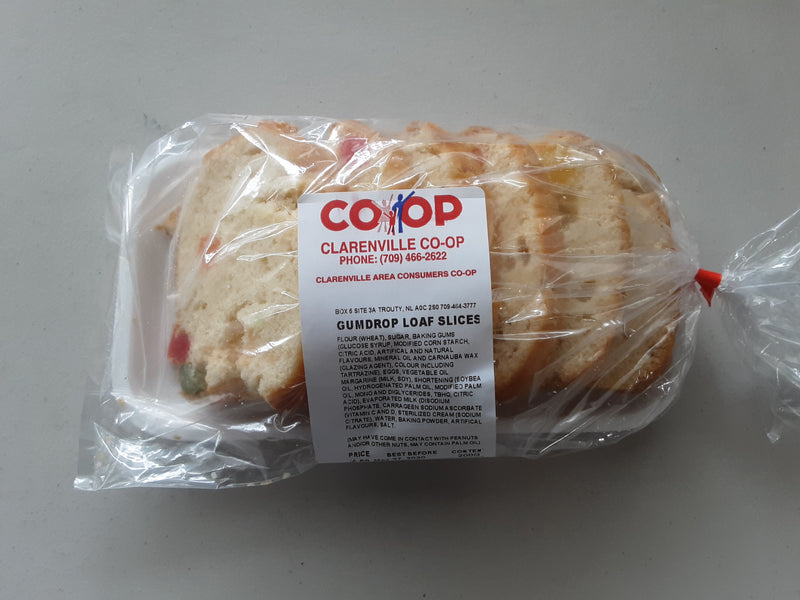 CO-OP
CLARENVILLE CO-OP
PHONE: (709) 466-2622
CLARENVILLE AREA CONSUMERS CO-OP
BOX 5 SITE 3A TROUTY, NL A0C 2S0 709-464-3777
GUMDROP LOAF SLICES
FLOUR (WHEAT), SUGAR, BAKING GUMS
(GLUCOSE SYRUP, MODIFIED CORN STARCH,
CITRIC ACID, ARTIFICAL AND NATURAL
FLAVOURS, MINERAL OIL AND CARNAUBA WAX
(GLAZING AGENT), COLOUR INCLUDING
TARTRAZINE), EGGS, VEGETABLE OIL
MARGARINE (MILK, SOY), SHORTENING (SOYBEA
OIL, HYDROGENATED PALM OIL, MODIFIED PALM
OIL, MONO AND DIGLYCERIDES, TBHQ, CITRIC
ACID), EVAPORATED MILK (DISODIUM
PHOSPHATE, CARRAGEEN SODIUM ASCORBATE
(VITAMIN C AND D, STERILIZED CREAM (SODIUM
CITRATE), WATER, BAKING POWDER, ARTIFICAL
FLAVOURS, SALT.
(MAY HAVE COME IN CONTACT WITH PEANUTS
AND/OR OTHER NUTS, MAY CONTAIN PALM OIL)
PRICE BEST BEFORE